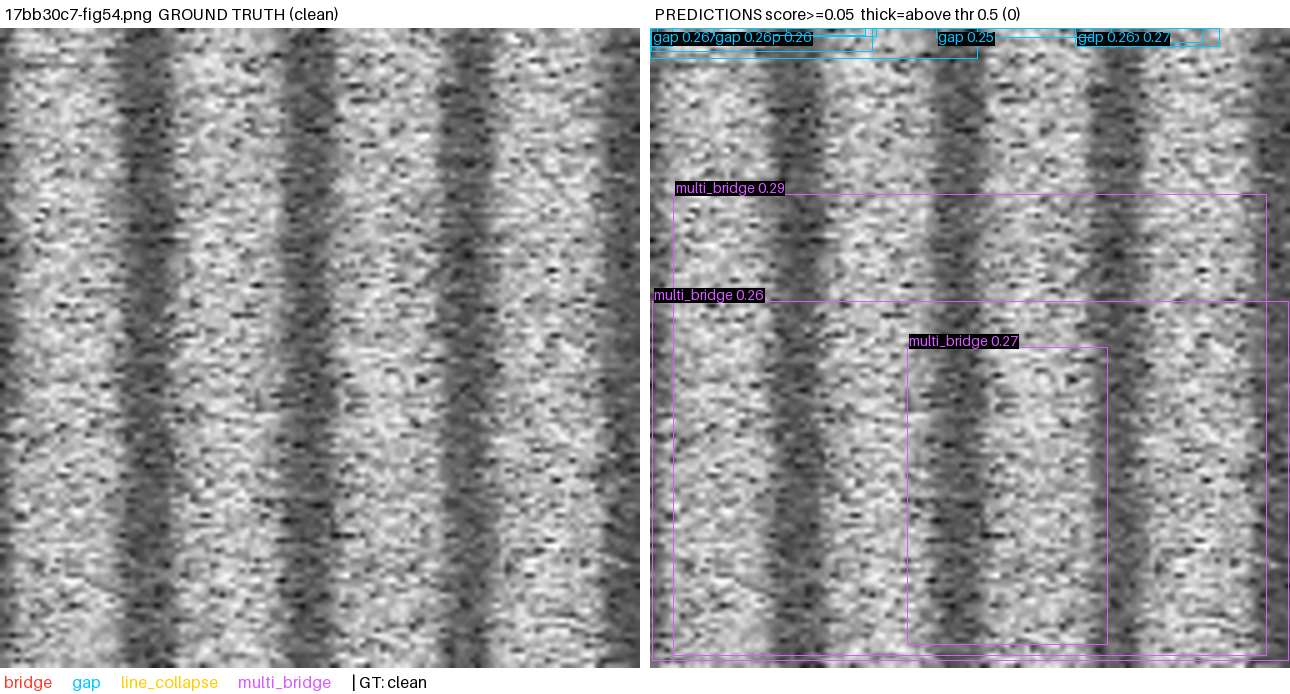 17bb30c7-fig54.png  GROUND TRUTH (clean)
PREDICTIONS score>=0.05  thick=above thr 0.5 (0)
gap 0.26
gap 0.26
0.26
gap 0.25
gap 0.26
0.27
multi_bridge 0.29
multi_bridge 0.26
multi_bridge 0.27
bridge gap line_collapse multi_bridge | GT: clean